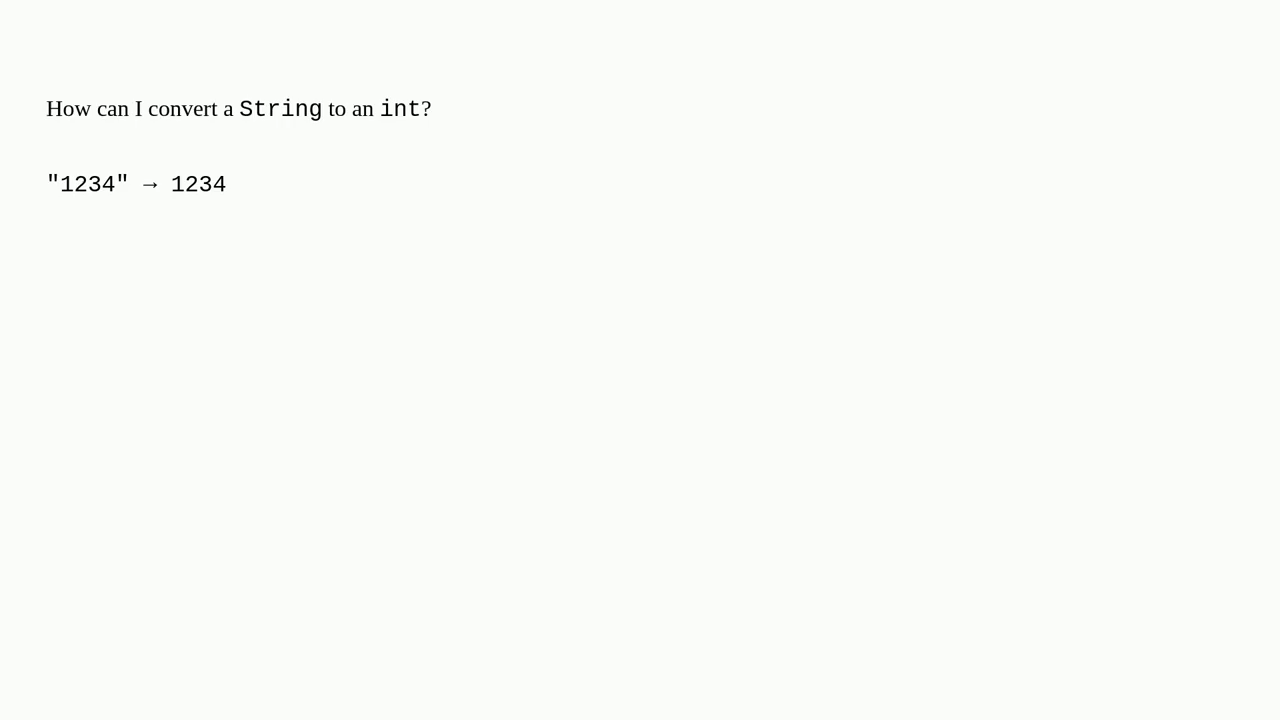 How can I convert a String to an int?
"1234" → 1234